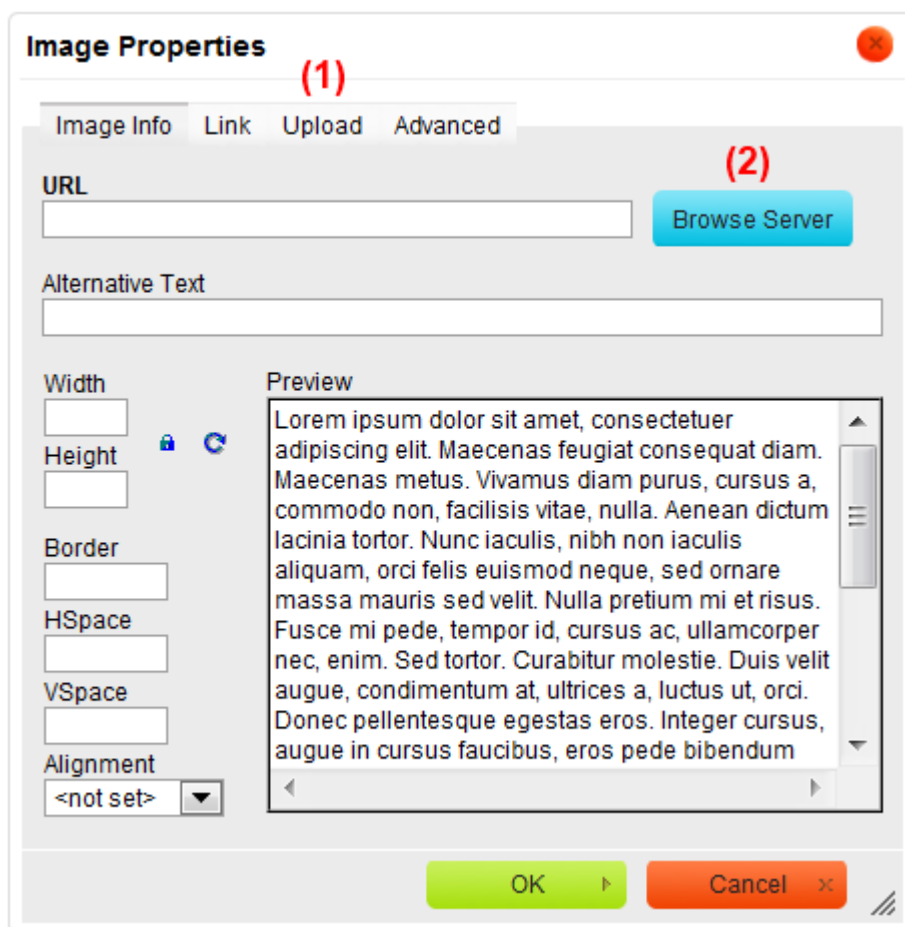 Image Properties
(1)
Image Info Link Upload Advanced
(2)
URL
Browse Server
Alternative Text
Width
Height
Border
HSpace
VSpace
Alignment
<not set>
Preview
Lorem ipsum dolor sit amet, consectetuer
adipiscing elit. Maecenas feugiat consequat diam.
Maecenas metus. Vivamus diam purus, cursus a,
commodo non, facilisis vitae, nulla. Aenean dictum
lacinia tortor. Nunc iaculis, nibh non iaculis
aliquam, orci felis euismod neque, sed ornare
massa mauris sed velit. Nulla pretium mi et risus.
Fusce mi pede, tempor id, cursus ac, ullamcorper
nec, enim. Sed tortor. Curabitur molestie. Duis velit
augue, condimentum at, ultrices a, luctus ut, orci.
Donec pellentesque egestas eros. Integer cursus,
augue in cursus faucibus, eros pede bibendum
OK Cancel